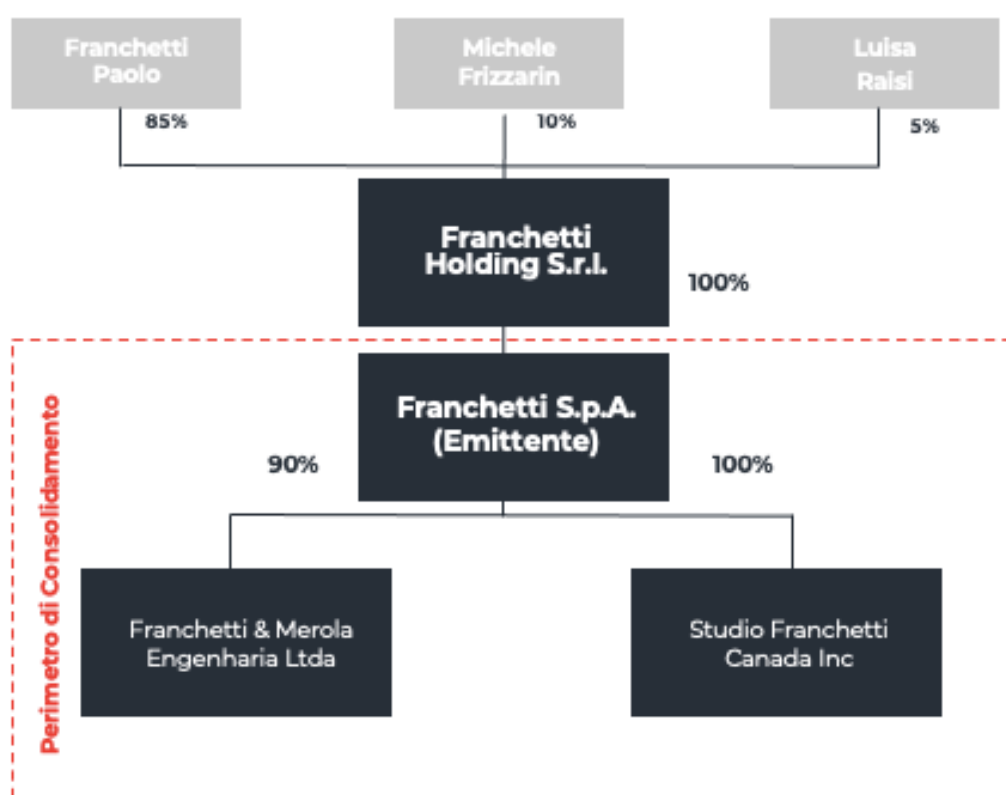 Franchetti
Paolo
Michele
Frizzarin
Luisa
Raisi
85%
10%
5%
Franchetti
Holding S.r.l.
100%
Franchetti S.p.A.
(Emittente)
90%
100%
Perimetro di Consolidamento
Franchetti & Merola
Engenharia Ltda
Studio Franchetti
Canada Inc